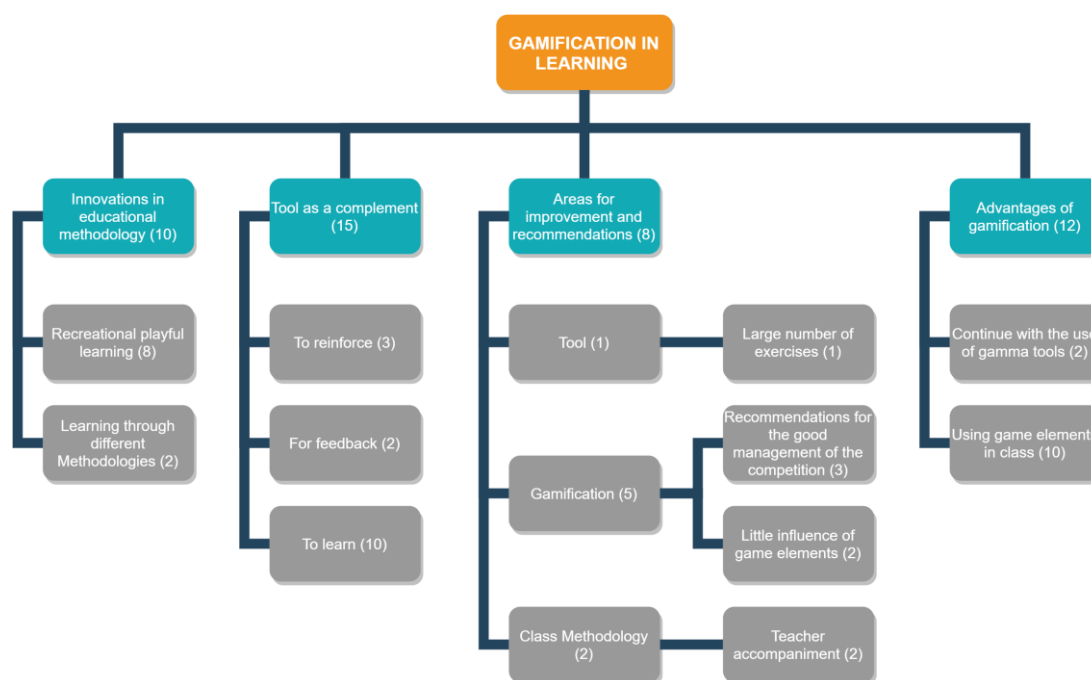 GAMIFICATION IN
LEARNING
Innovations in
educational
methodology (10)
Tool as a complement
(15)
Areas for
improvement and
recommendations (8)
Advantages of
gamification (12)
Recreational playful
learning (8)
To reinforce (3)
Tool (1)
Large number of
exercises (1)
Continue with the use
of gamma tools (2)
Learning through
different
Methodologies (2)
For feedback (2)
Gamification (5)
Recommendations for
the good
management of the
competition (3)
Using game elements
in class (10)
To learn (10)
Little influence of
game elements (2)
Class Methodology
(2)
Teacher
accompaniment (2)